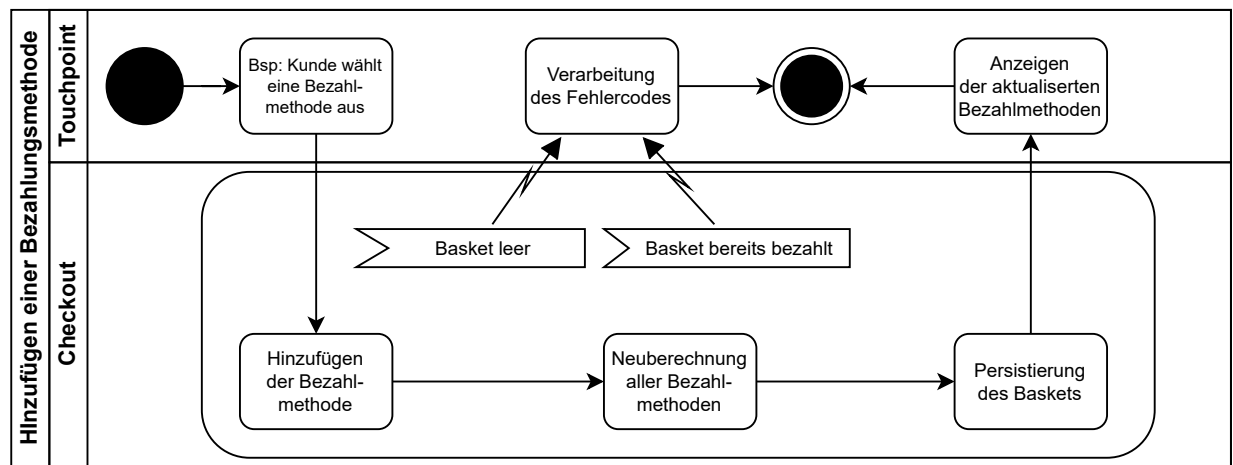 HInzufügen einer Bezahlungsmethode
Touchpoint
Bsp: Kunde wählt
eine Bezahl-
methode aus
Verarbeitung
des Fehlercodes
Anzeigen
der aktualiserten
Bezahlmethoden
Checkout
Basket leer
Basket bereits bezahlt
Hinzufügen
der Bezahl-
methode
Neuberechnung
aller Bezahl-
methoden
Persistierung
des Baskets